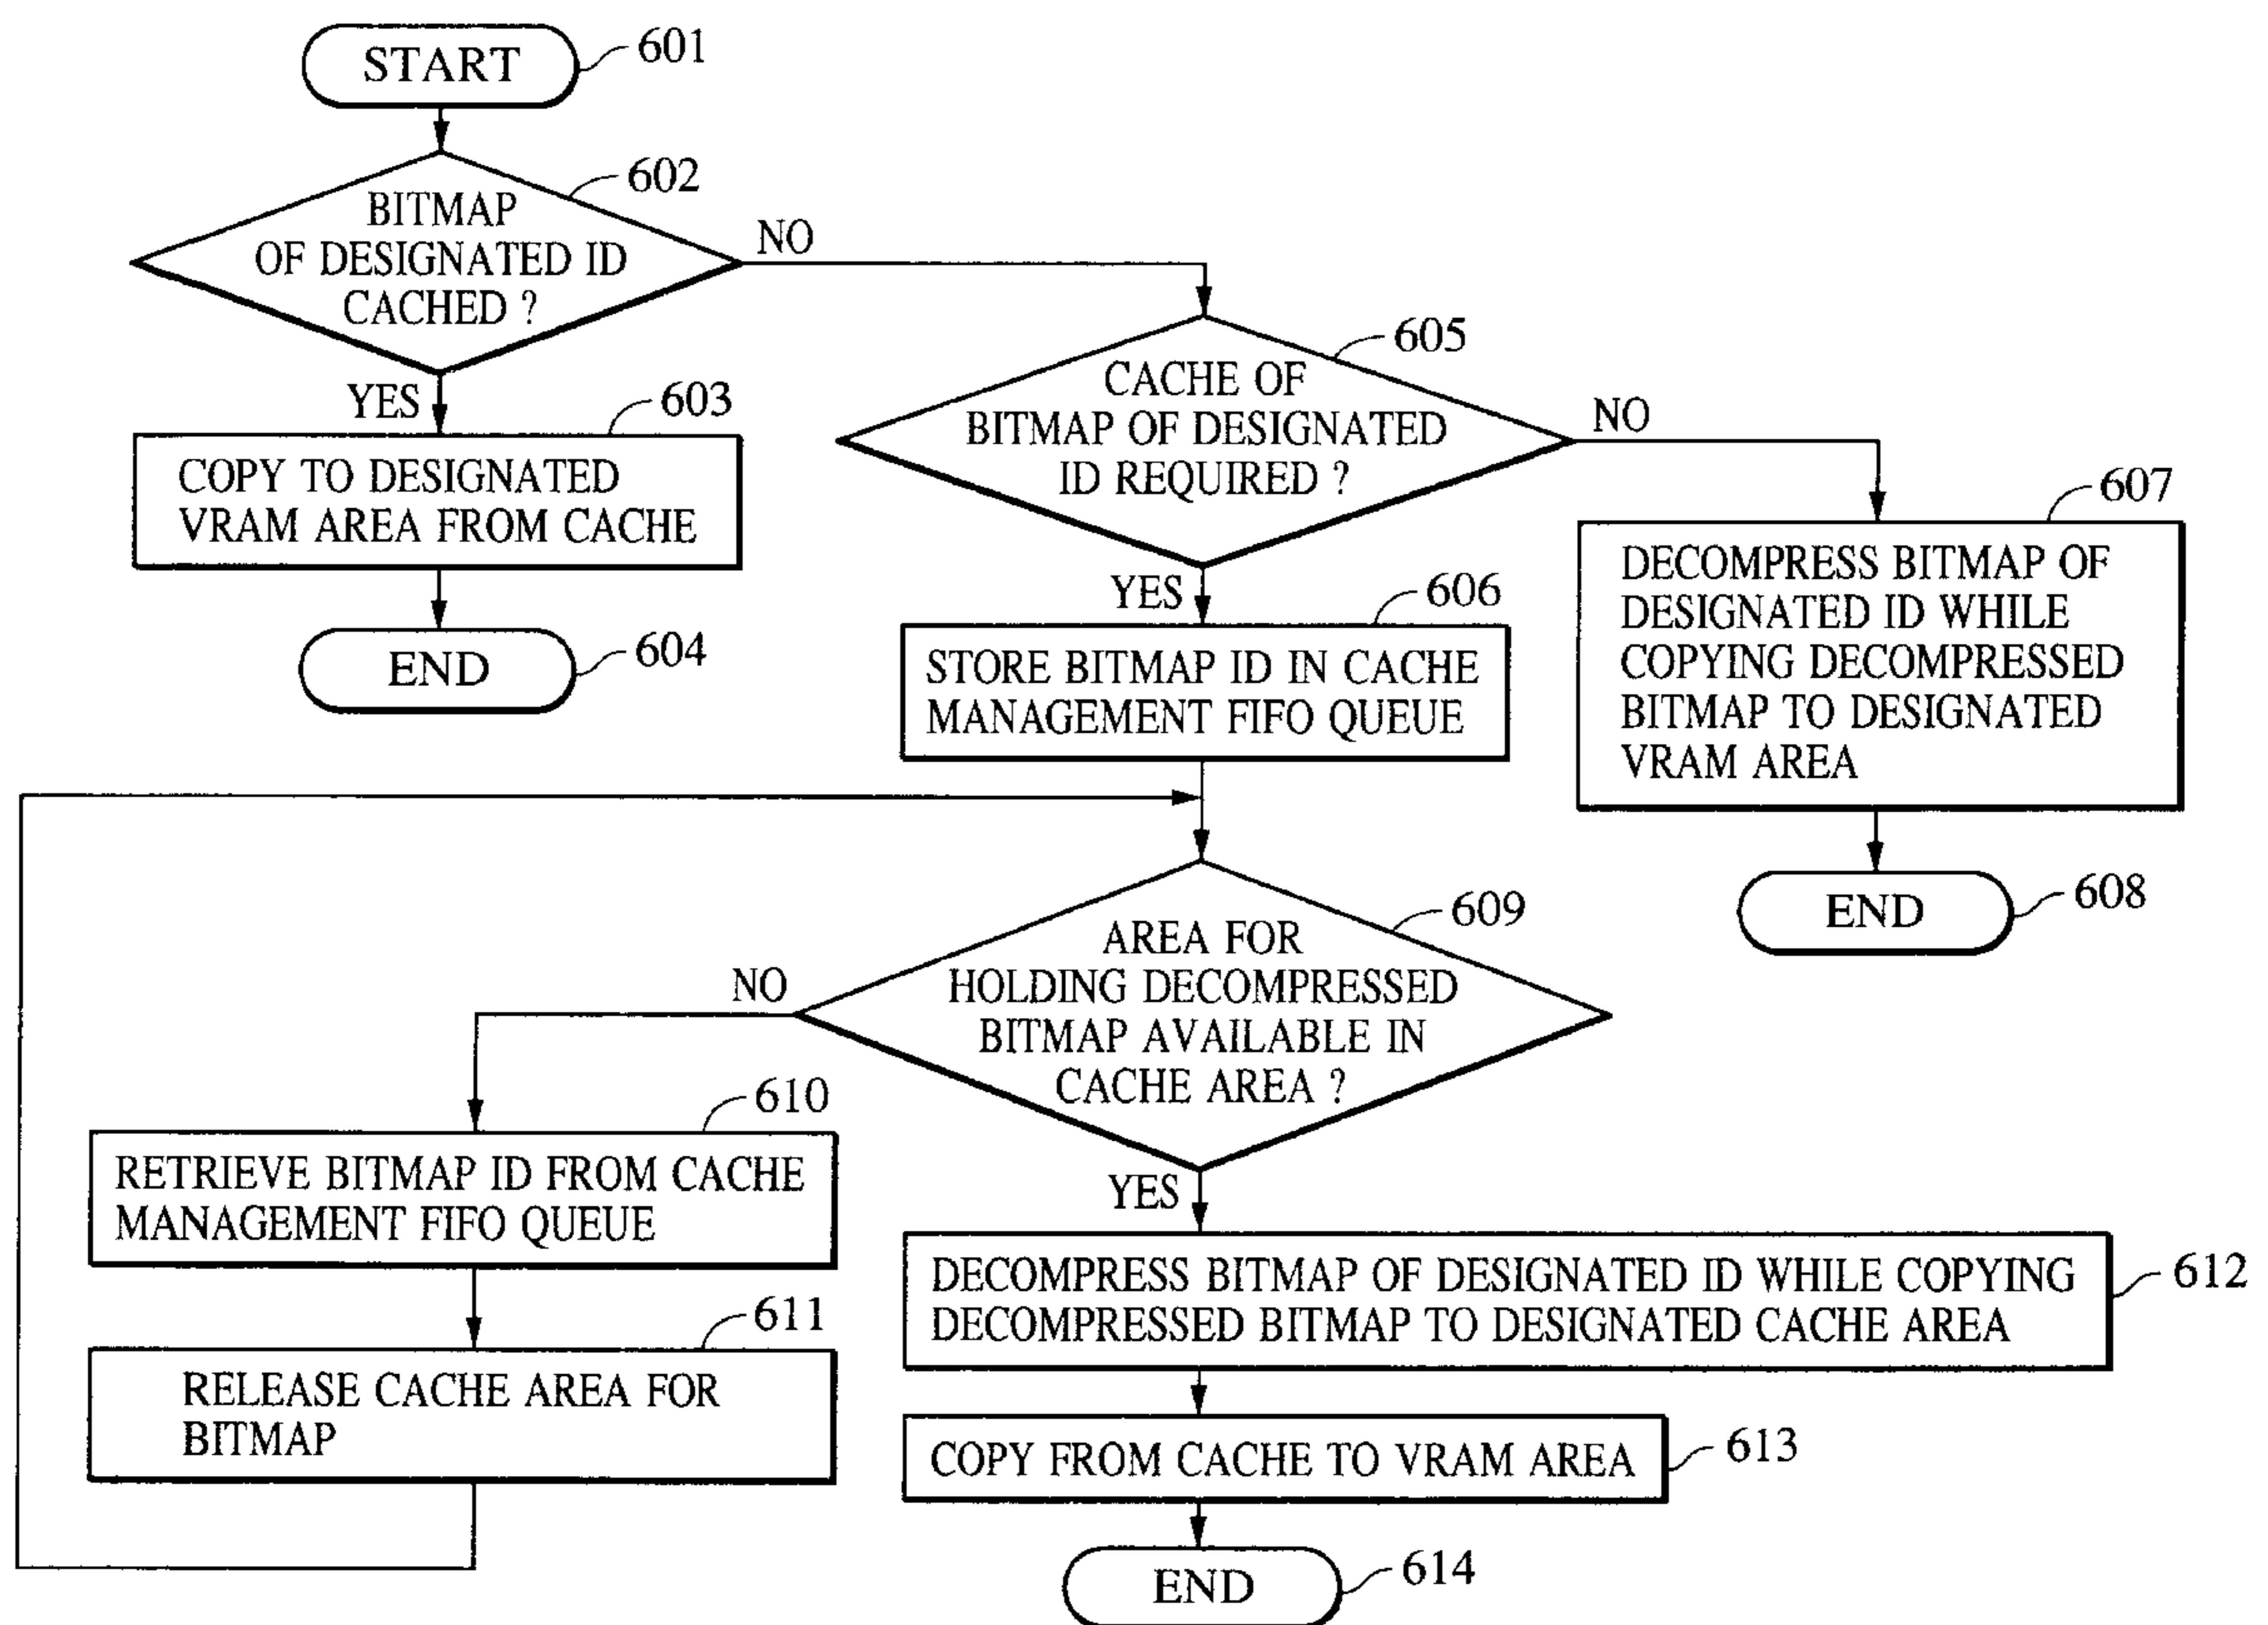 START
601
602
BITMAP
OF DESIGNATED ID
CACHED ?
NO
YES
603
COPY TO DESIGNATED
VRAM AREA FROM CACHE
END
604
605
CACHE OF
BITMAP OF DESIGNATED
ID REQUIRED ?
NO
YES
606
STORE BITMAP ID IN CACHE
MANAGEMENT FIFO QUEUE
607
DECOMPRESS BITMAP OF
DESIGNATED ID WHILE
COPYING DECOMPRESSED
BITMAP TO DESIGNATED
VRAM AREA
END
608
609
AREA FOR
HOLDING DECOMPRESSED
BITMAP AVAILABLE IN
CACHE AREA ?
NO
YES
610
RETRIEVE BITMAP ID FROM CACHE
MANAGEMENT FIFO QUEUE
611
RELEASE CACHE AREA FOR
BITMAP
DECOMPRESS BITMAP OF DESIGNATED ID WHILE COPYING
DECOMPRESSED BITMAP TO DESIGNATED CACHE AREA
612
COPY FROM CACHE TO VRAM AREA
613
END
614